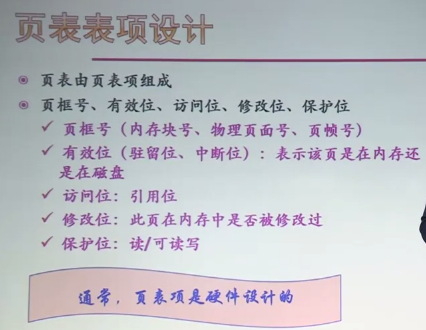 页表表项设计
页表由页表项组成
页框号、有效位、访问位、修改位、保护位
页框号（内存块号、物理页面号、页帧号）
有效位（驻留位、中断位）：表示该页是在内存还
是在磁盘
访问位：引用位
修改位：此页在内存中是否被修改过
保护位：读/可读写
通常，页表项是硬件设计的